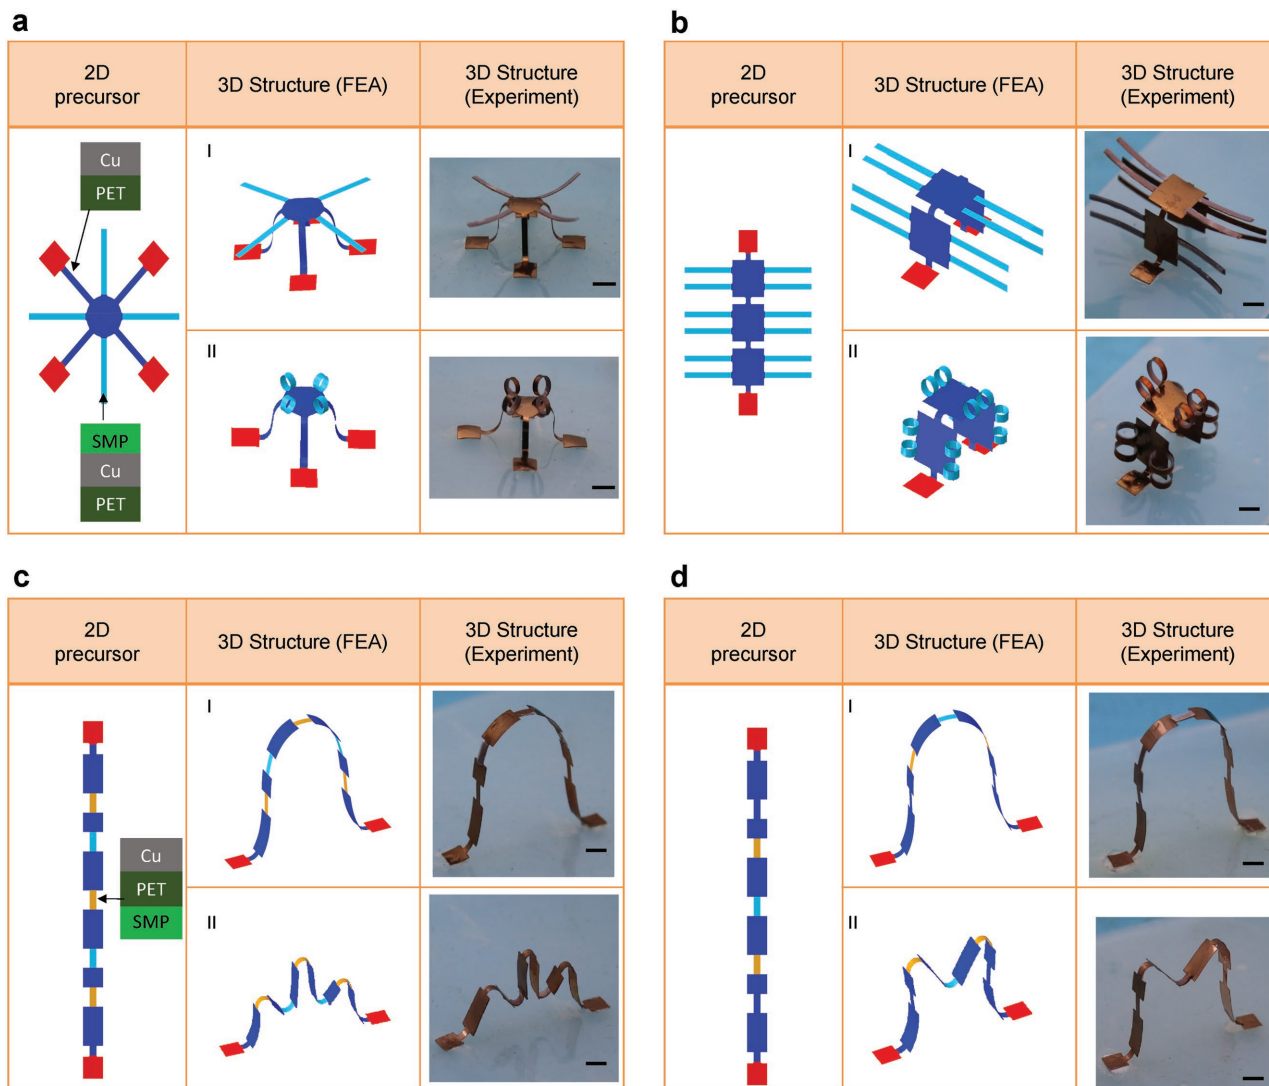 a
2D
precursor
3D Structure (FEA)
3D Structure
(Experiment)
Cu
PET
SMP
Cu
PET
I
II
b
2D
precursor
3D Structure (FEA)
3D Structure
(Experiment)
I
II
c
2D
precursor
3D Structure (FEA)
3D Structure
(Experiment)
Cu
PET
SMP
I
II
d
2D
precursor
3D Structure (FEA)
3D Structure
(Experiment)
I
II